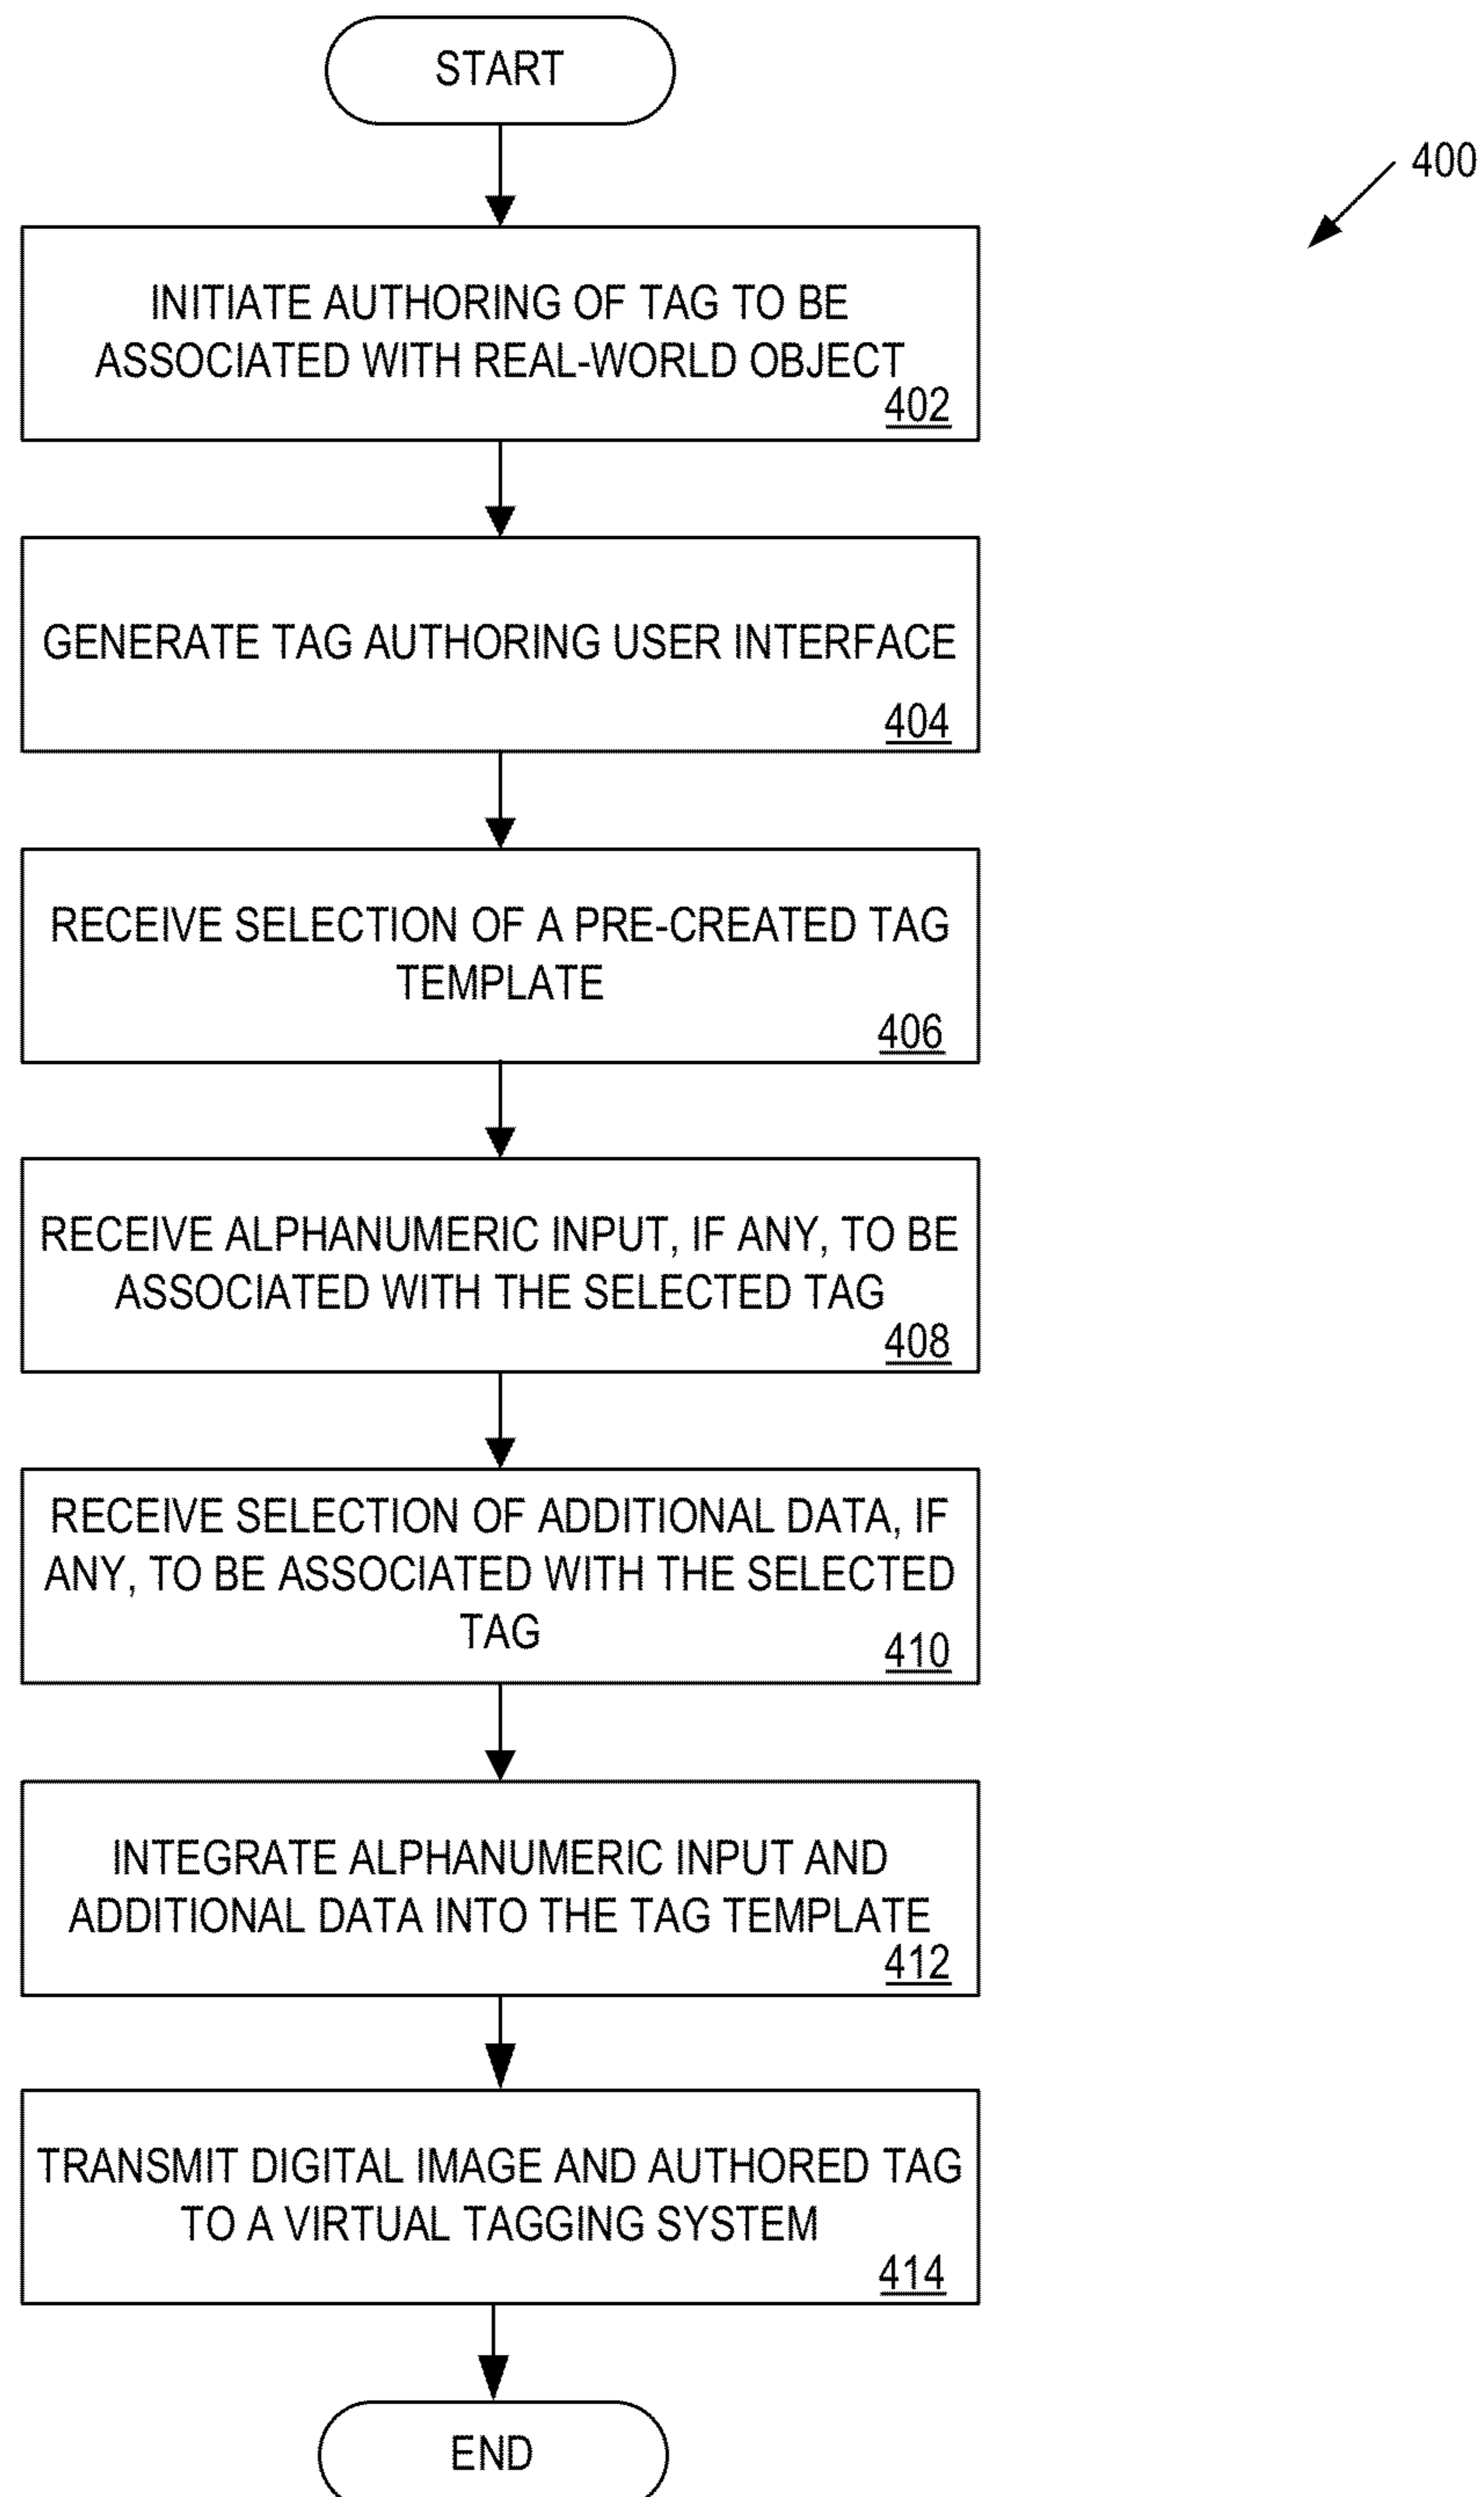 START
400
INITIATE AUTHORING OF TAG TO BE
ASSOCIATED WITH REAL-WORLD OBJECT
402
GENERATE TAG AUTHORING USER INTERFACE
404
RECEIVE SELECTION OF A PRE-CREATED TAG
TEMPLATE
406
RECEIVE ALPHANUMERIC INPUT, IF ANY, TO BE
ASSOCIATED WITH THE SELECTED TAG
408
RECEIVE SELECTION OF ADDITIONAL DATA, IF
ANY, TO BE ASSOCIATED WITH THE SELECTED
TAG
410
INTEGRATE ALPHANUMERIC INPUT AND
ADDITIONAL DATA INTO THE TAG TEMPLATE
412
TRANSMIT DIGITAL IMAGE AND AUTHORED TAG
TO A VIRTUAL TAGGING SYSTEM
414
END